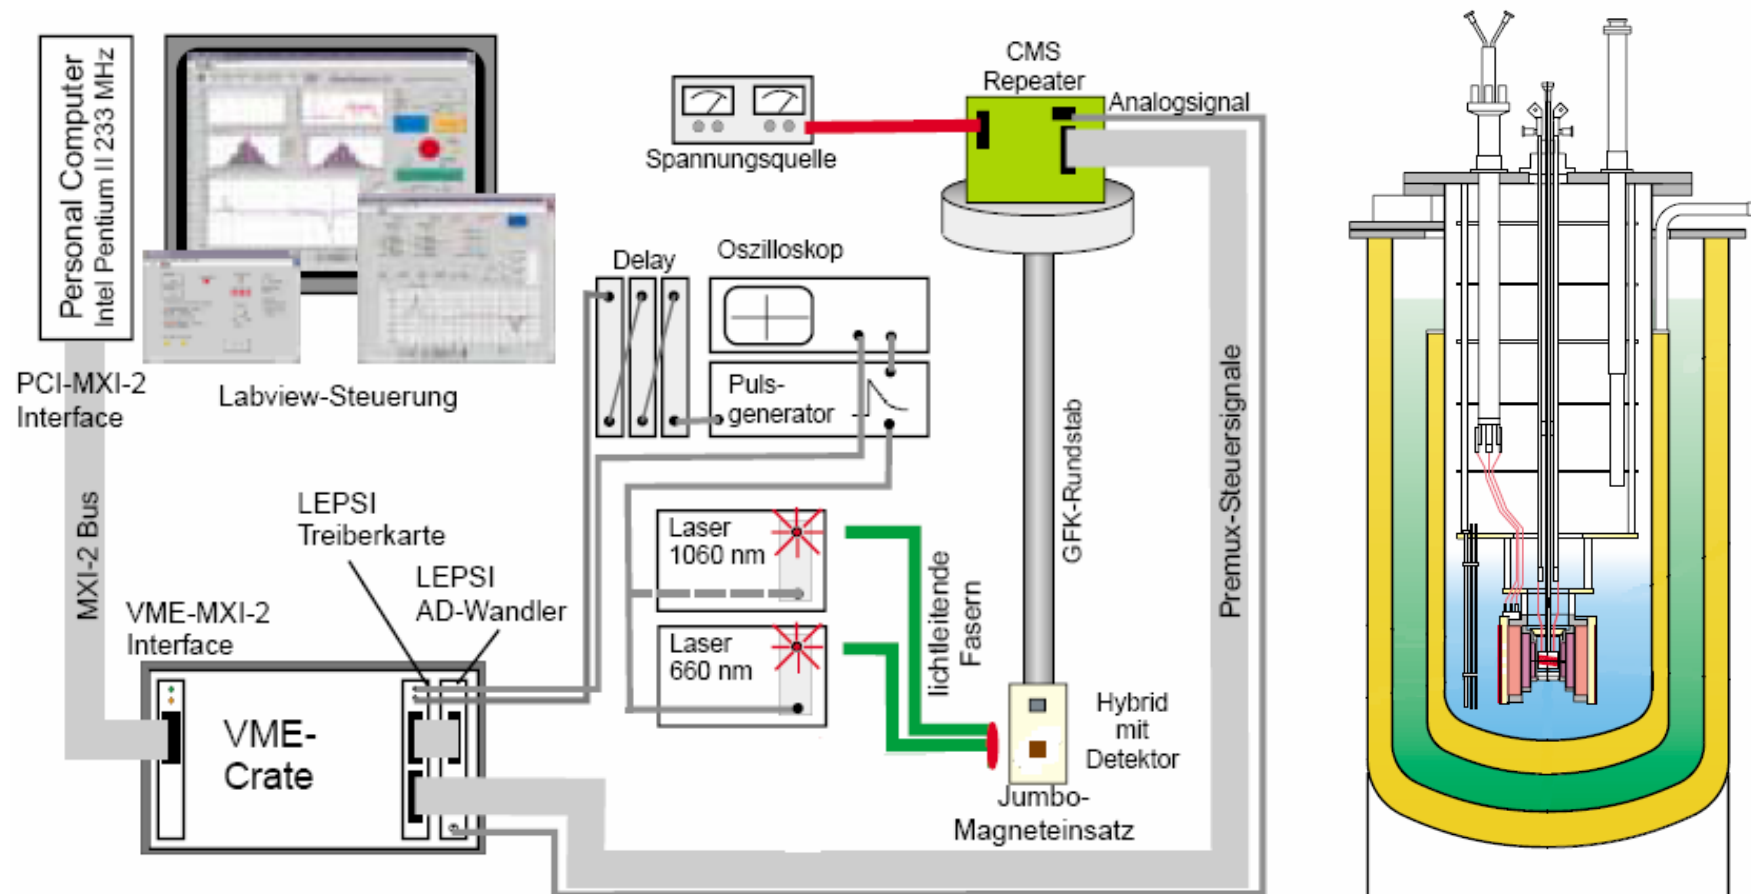 Personal Computer
Intel Pentium II 233 MHz
PCI-MXI-2
Interface
Labview-Steuerung
MXI-2 Bus
VME-MXI-2
Interface
VME-
Crate
LEPSI
Treiberkarte
LEPSI
AD-Wandler
Delay
Oszilloskop
Puls-
generator
Laser
1060 nm
Laser
660 nm
lichtleitende
Fasern
Spannungsquelle
CMS
Repeater
Analogsignal
GFK-Rundstab
Premux-Steuersignale
Hybrid
mit
Detektor
Jumbo-
Magneteinsatz